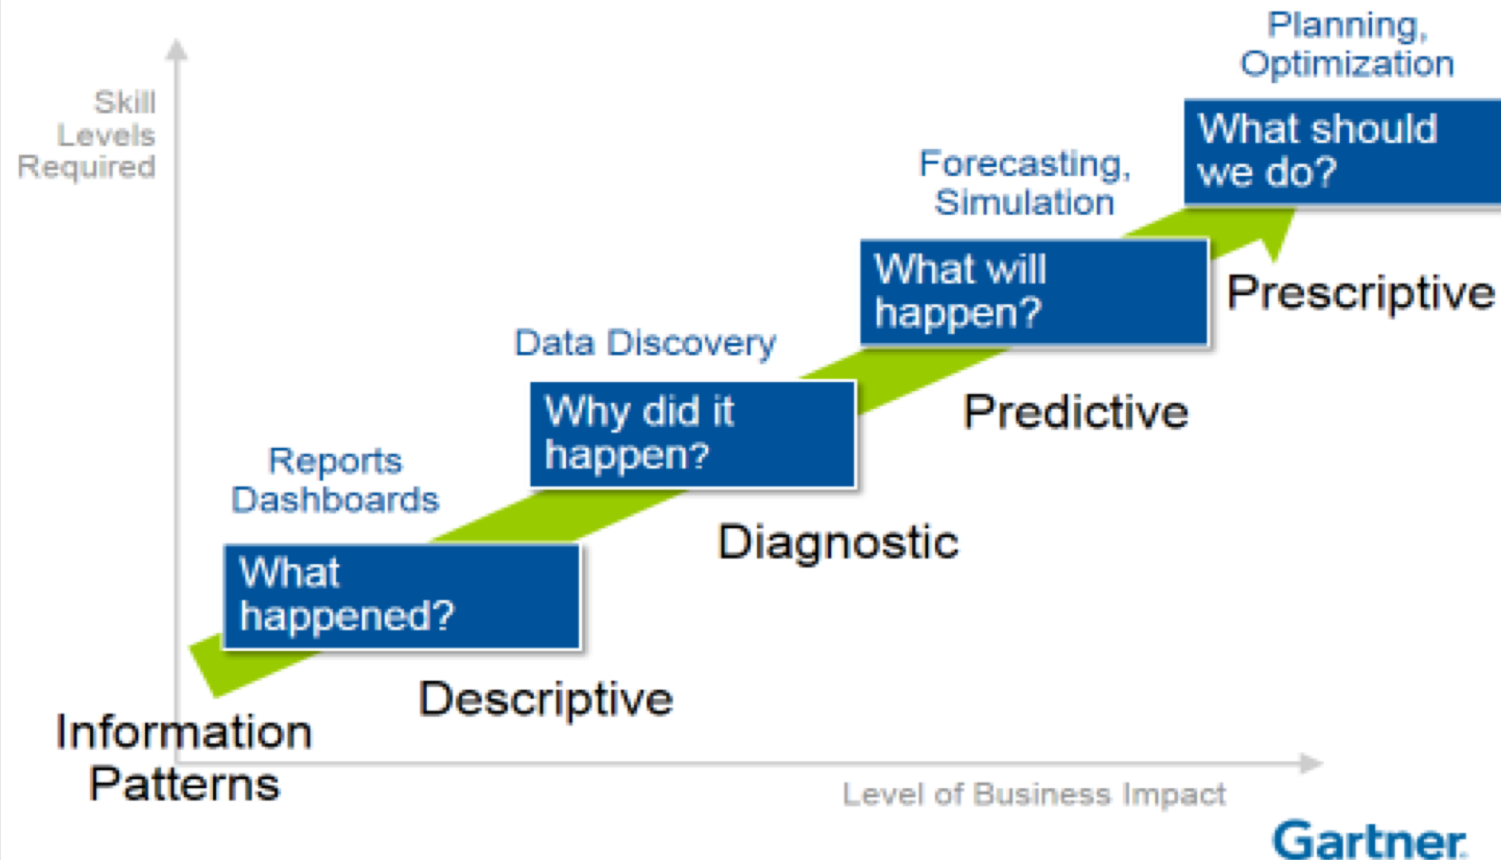 Planning,
Optimization
What should
we do?
Skill
Levels
Required
Forecasting,
Simulation
What will
happen?
Prescriptive
Data Discovery
Why did it
happen?
Predictive
Reports
Dashboards
What
happened?
Diagnostic
Descriptive
Information
Patterns
Level of Business Impact
Gartner